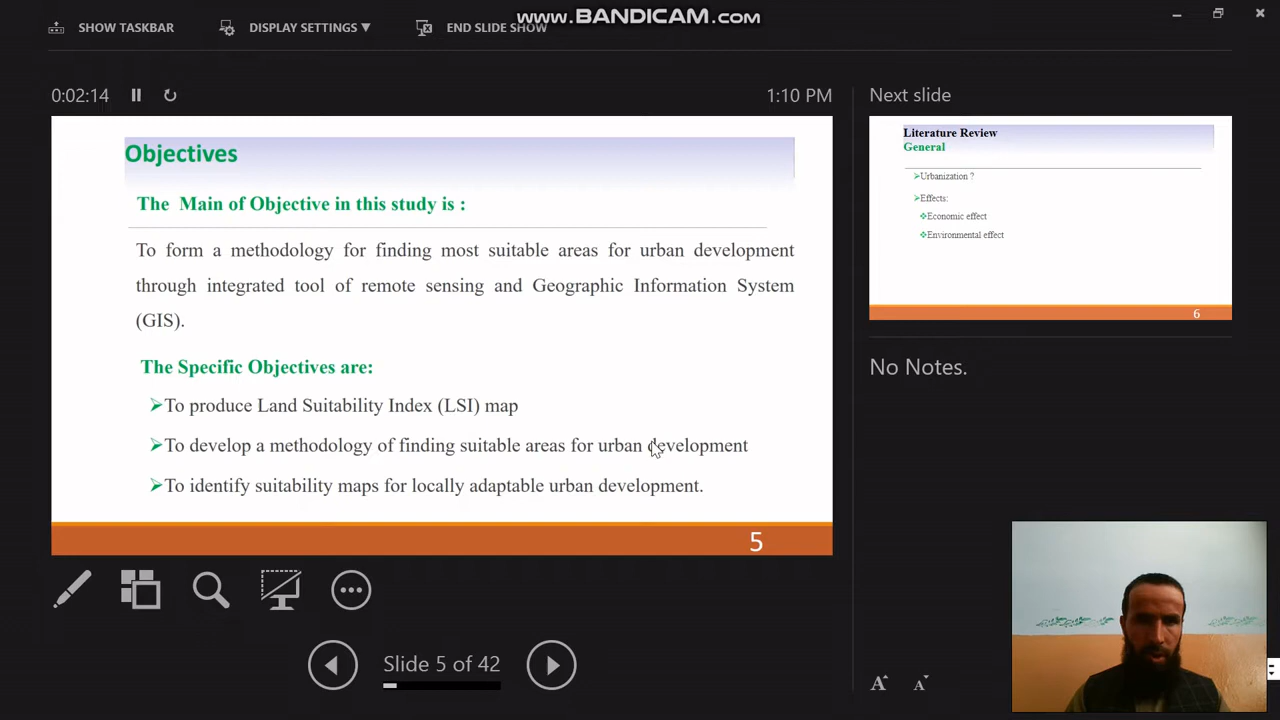 www.BANDICAM.com
SHOW TASKBAR
DISPLAY SETTINGS ▼
END SLIDE SHOW
0:02:14
1:10 PM
Objectives
The Main of Objective in this study is :
To form a methodology for finding most suitable areas for urban development
through integrated tool of remote sensing and Geographic Information System
(GIS).
The Specific Objectives are:
➢To produce Land Suitability Index (LSI) map
➢To develop a methodology of finding suitable areas for urban development
➢To identify suitability maps for locally adaptable urban development.
5
Slide 5 of 42
Next slide
Literature Review
General
➢Urbanization ?
➢Effects:
❖Economic effect
❖Environmental effect
6
No Notes.
A A